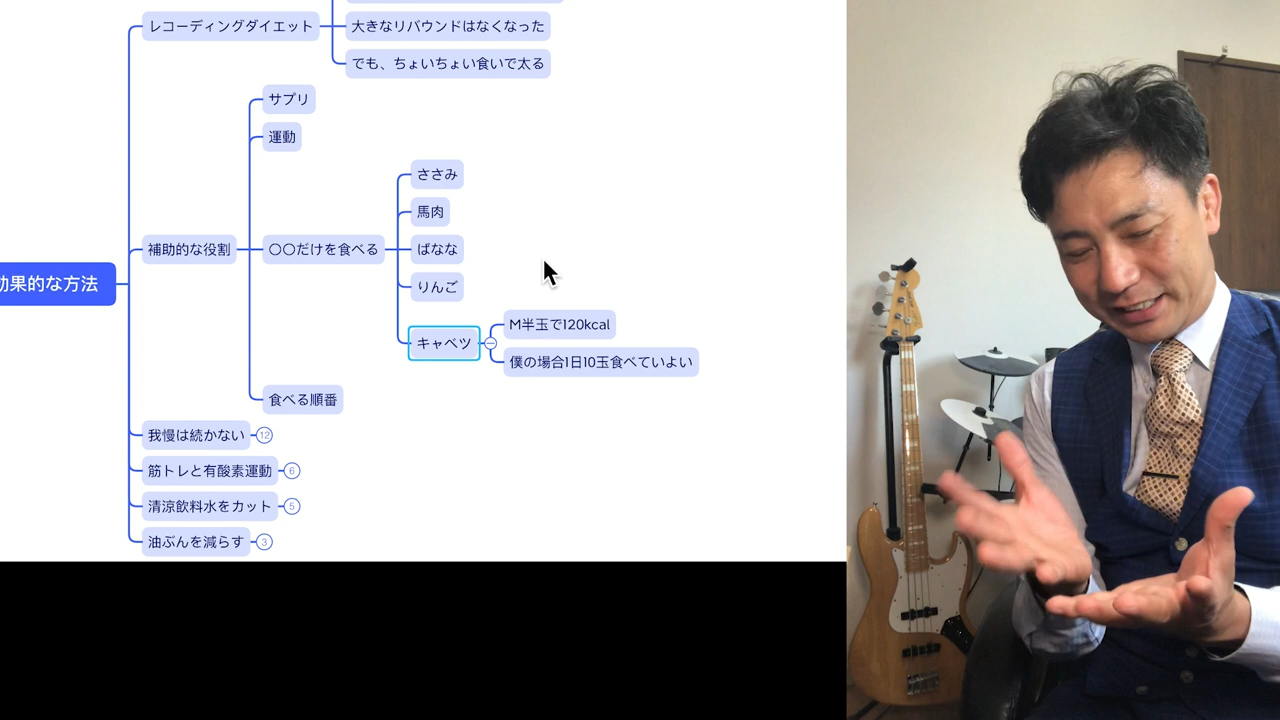 レコーディングダイエット
大きなリバウンドはなくなった
でも、ちょいちょい食いで太る
サプリ
運動
ささみ
馬肉
補助的な役割
〇〇だけを食べる
ばなな
果的な方法
りんご
M半玉で120kcal
キャベツ
僕の場合1日10玉食べていよい
食べる順番
我慢は続かない
12
筋トレと有酸素運動
6
清涼飲料水をカット
5
油ぶんを減らす
3